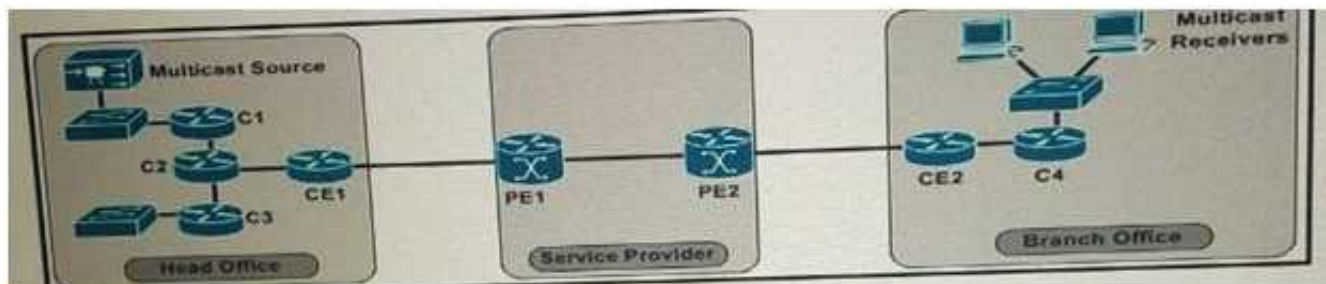 Multicast Source
C1
C2
CE1
C3
Head Office
PE1
PE2
Service Provider
Multicast
Receivers
CE2
C4
Branch Office